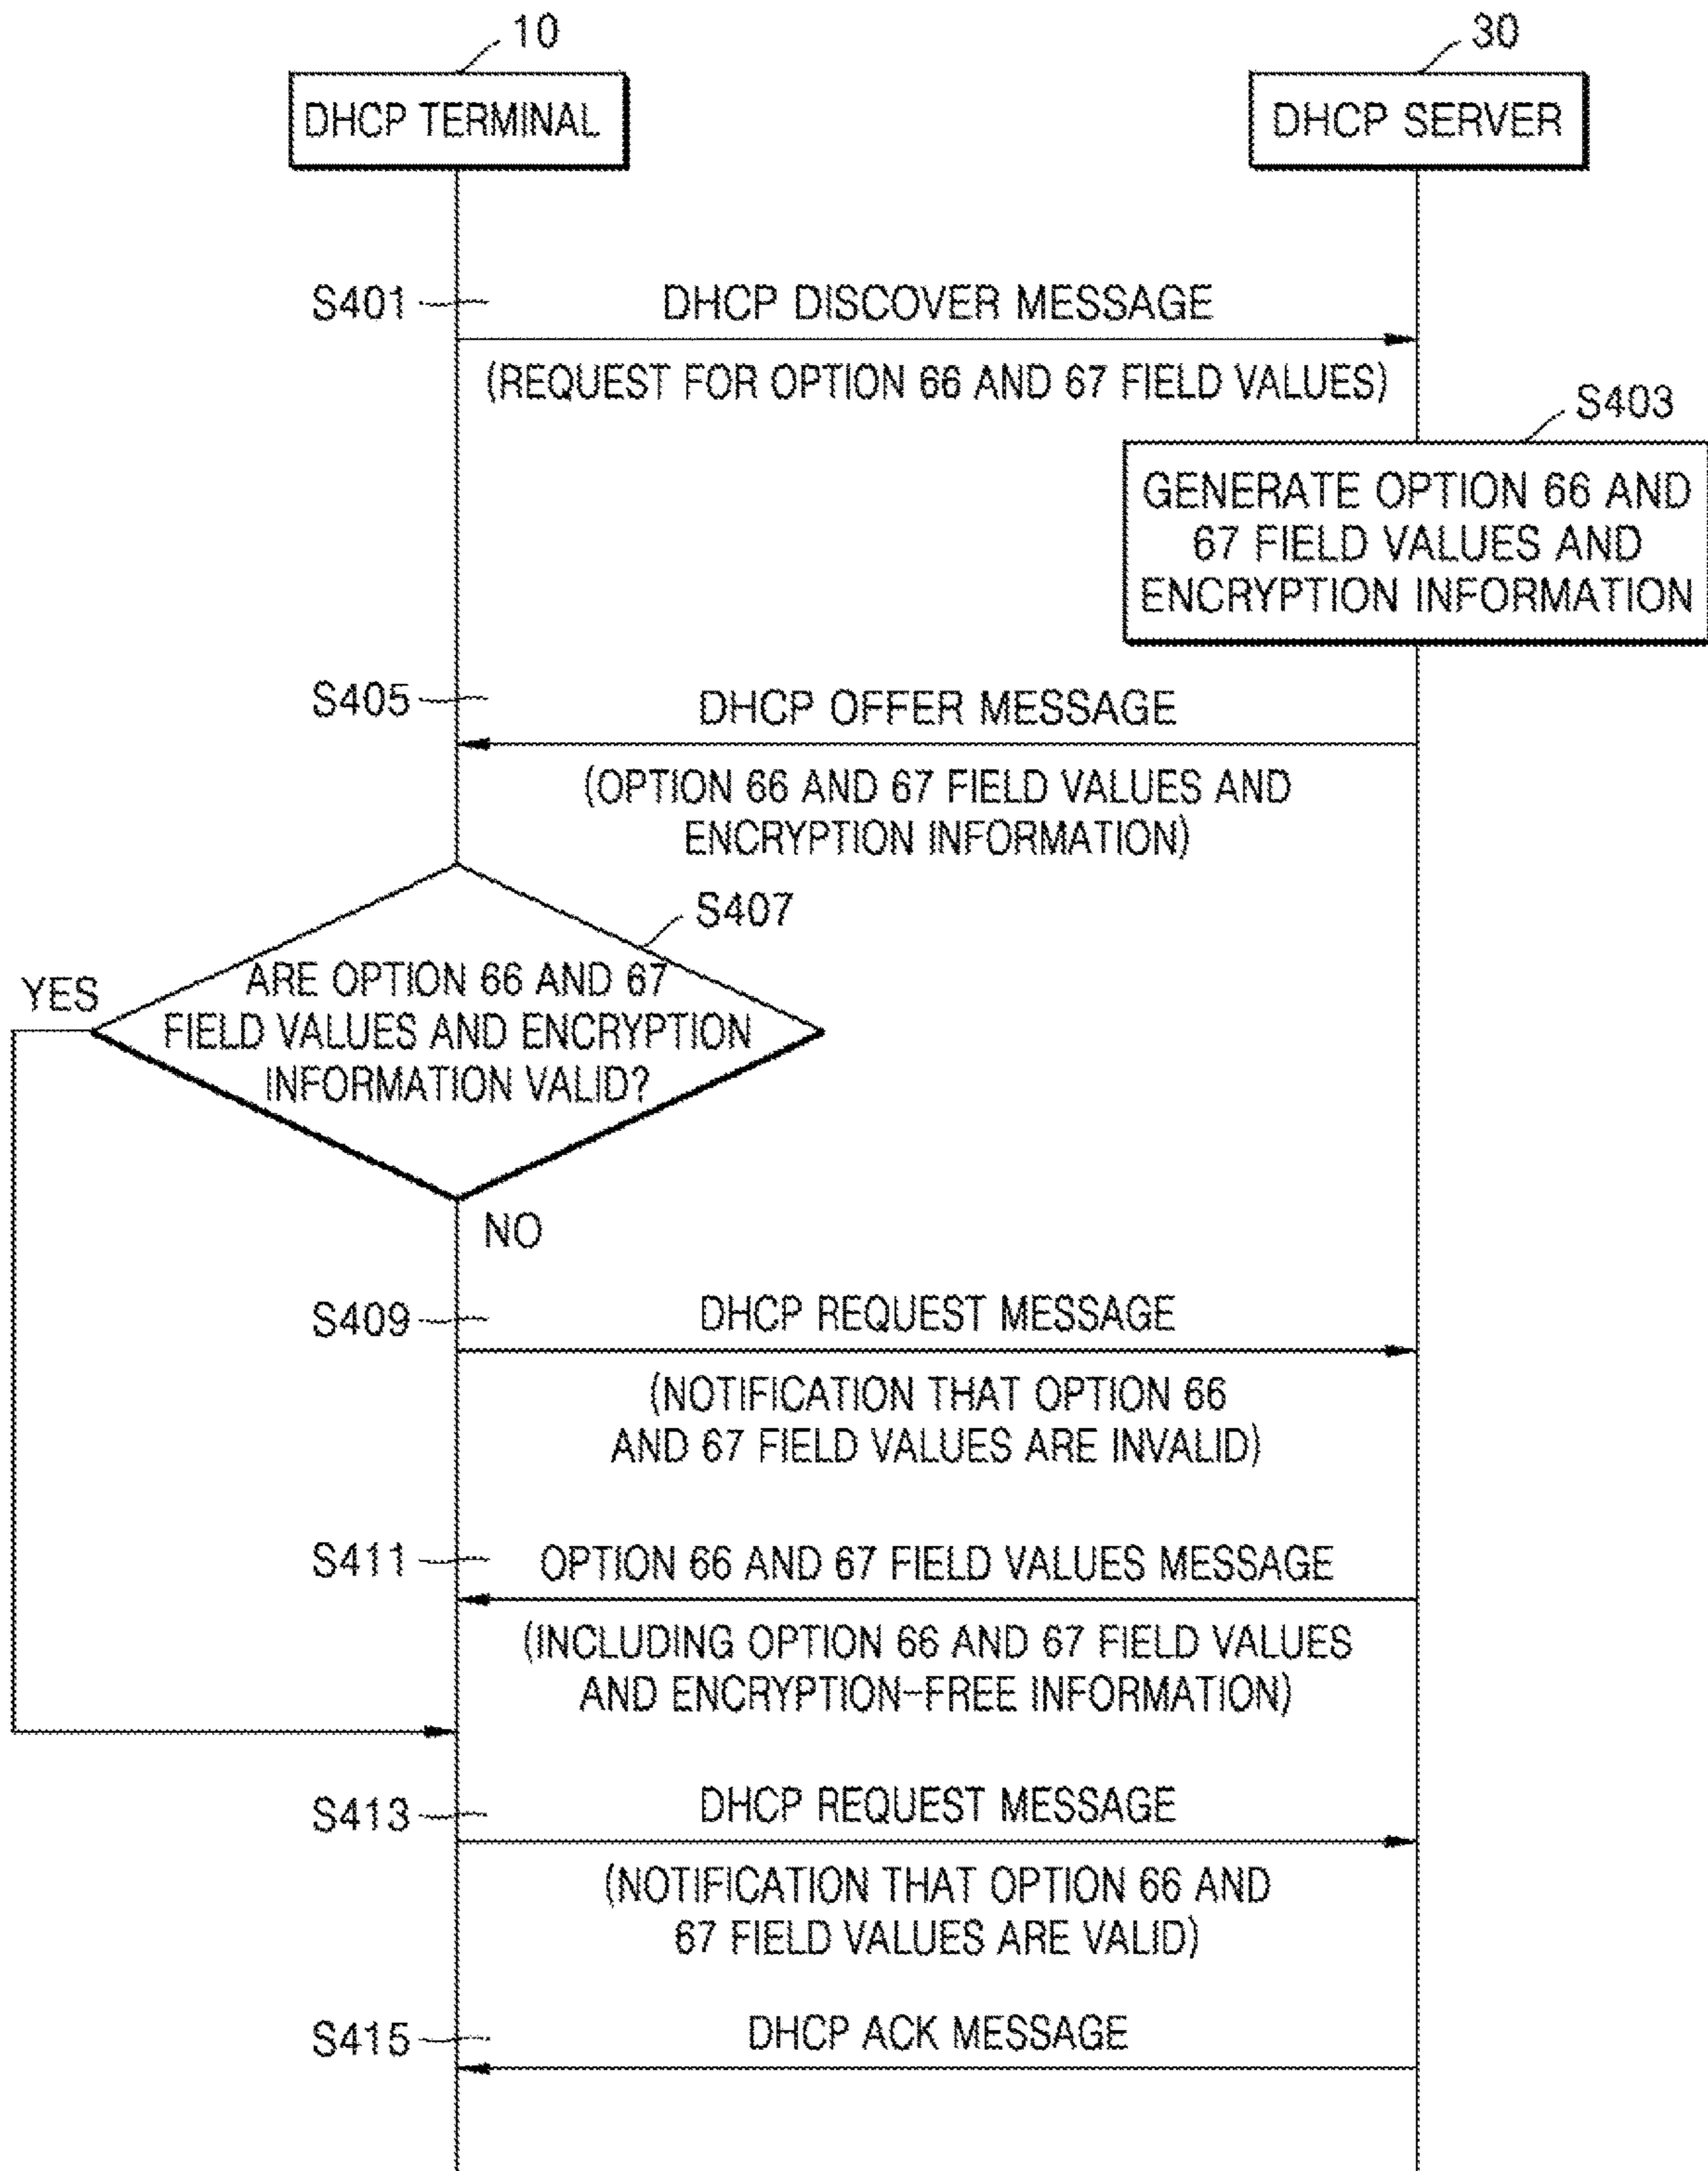 10
30
DHCP TERMINAL
DHCP SERVER
S401
DHCP DISCOVER MESSAGE
(REQUEST FOR OPTION 66 AND 67 FIELD VALUES)
S403
GENERATE OPTION 66 AND
67 FIELD VALUES AND
ENCRYPTION INFORMATION
S405
DHCP OFFER MESSAGE
(OPTION 66 AND 67 FIELD VALUES AND
ENCRYPTION INFORMATION)
S407
ARE OPTION 66 AND 67
FIELD VALUES AND ENCRYPTION
INFORMATION VALID?
YES
NO
S409
DHCP REQUEST MESSAGE
(NOTIFICATION THAT OPTION 66
AND 67 FIELD VALUES ARE INVALID)
S411
OPTION 66 AND 67 FIELD VALUES MESSAGE
(INCLUDING OPTION 66 AND 67 FIELD VALUES
AND ENCRYPTION-FREE INFORMATION)
S413
DHCP REQUEST MESSAGE
(NOTIFICATION THAT OPTION 66 AND
67 FIELD VALUES ARE VALID)
S415
DHCP ACK MESSAGE